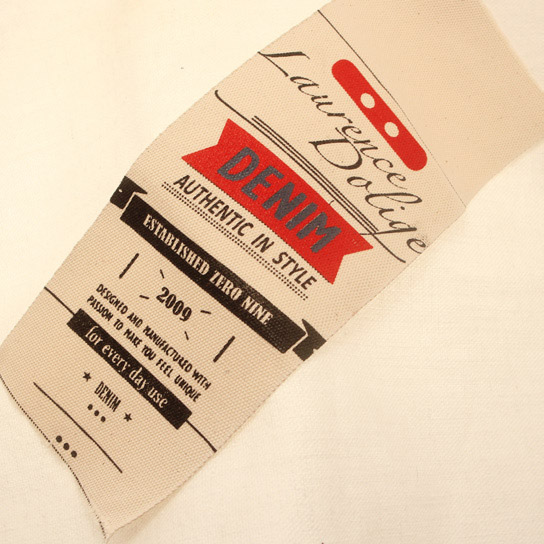 Laurence
Dolige
DENIM
AUTHENTIC IN STYLE
ESTABLISHED ZERO NINE
2009
DESIGNED AND MANUFACTURED WITH
PASSION TO MAKE YOU FEEL UNIQUE
for every day use
DENIM